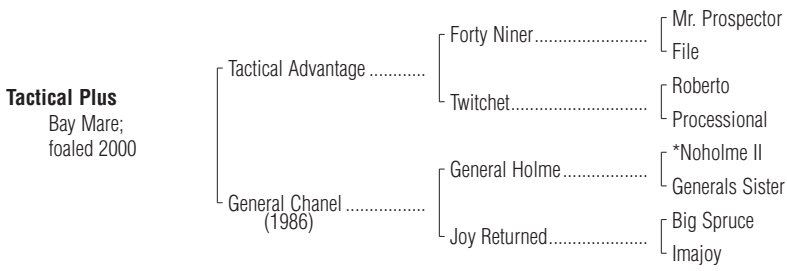 Mr. Prospector
Forty Niner........................
File
Tactical Advantage ............
Roberto
Twitchet.............................
Processional
Tactical Plus
Bay Mare;
foaled 2000
*Noholme II
General Holme..................
Generals Sister
General Chanel .................
(1986)
Big Spruce
Joy Returned.....................
Imajoy